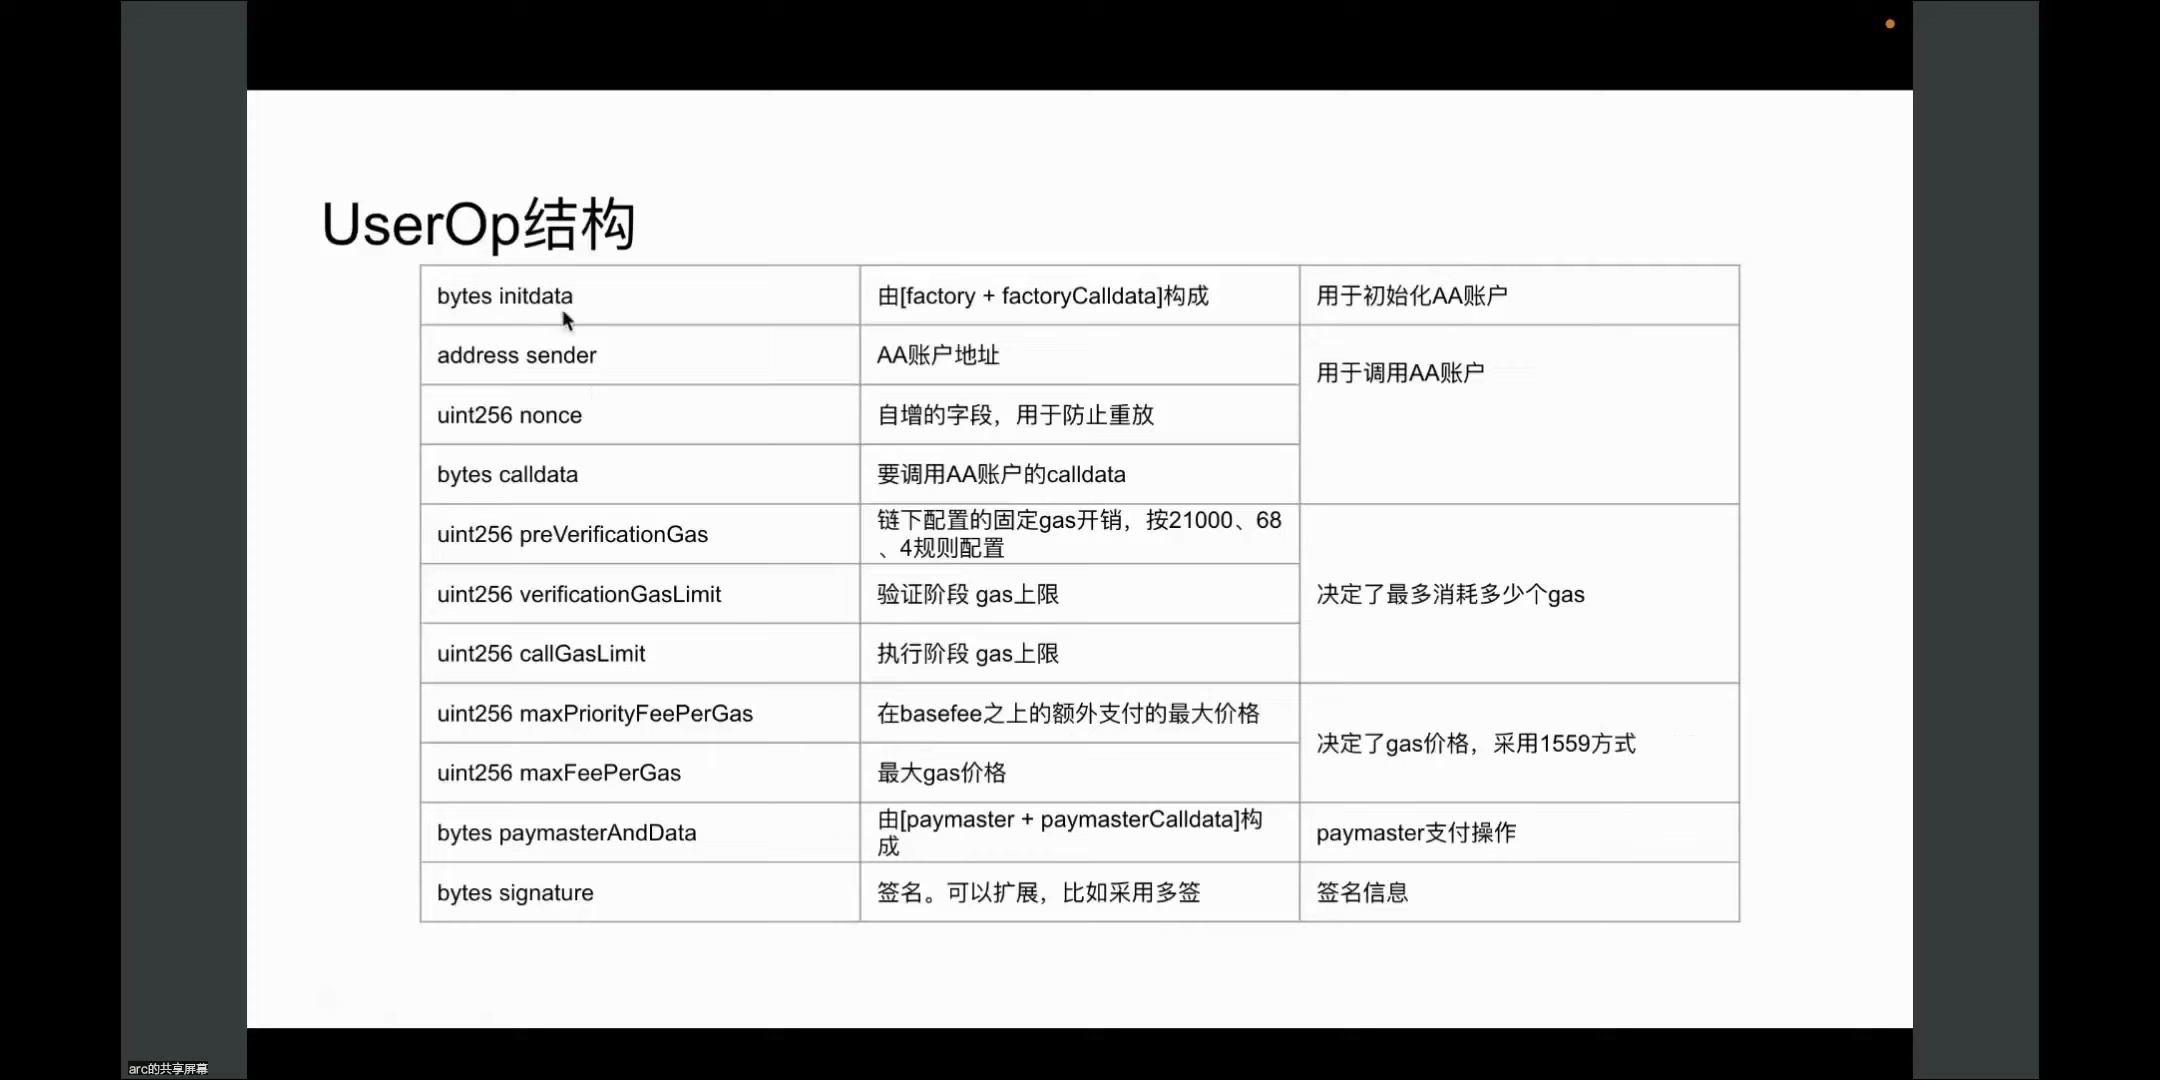 UserOp结构
bytes initdata
由[factory + factoryCalldata]构成
用于初始化AA账户
address sender
AA账户地址
用于调用AA账户
uint256 nonce
自增的字段，用于防止重放
bytes calldata
要调用AA账户的calldata
uint256 preVerificationGas
链下配置的固定gas开销，按21000、68
、4规则配置
uint256 verificationGasLimit
验证阶段 gas上限
决定了最多消耗多少个gas
uint256 callGasLimit
执行阶段 gas上限
uint256 maxPriorityFeePerGas
在basefee之上的额外支付的最大价格
决定了gas价格，采用1559方式
uint256 maxFeePerGas
最大gas价格
bytes paymasterAndData
由[paymaster + paymasterCalldata]构
成
paymaster支付操作
bytes signature
签名。可以扩展，比如采用多签
签名信息
arc的共享屏幕